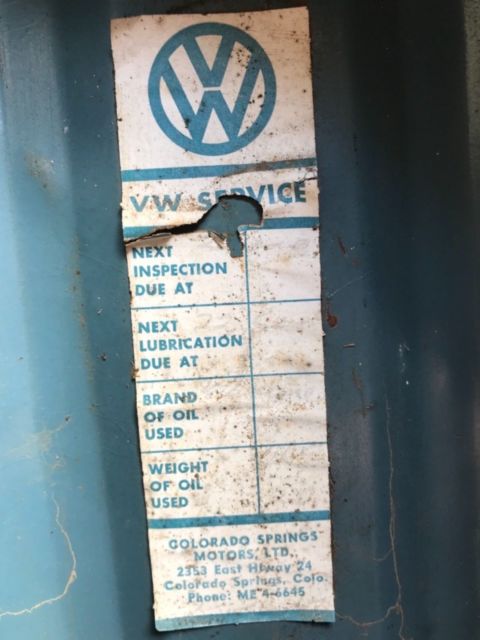 VW
VW SERVICE
NEXT
INSPECTION
DUE AT
NEXT
LUBRICATION
DUE AT
BRAND
OF OIL
USED
WEIGHT
OF OIL
USED
COLORADO SPRINGS
MOTORS, LTD.
2353 East Hiway 24
Colorado Springs, Colo.
Phone: ME 4-6645